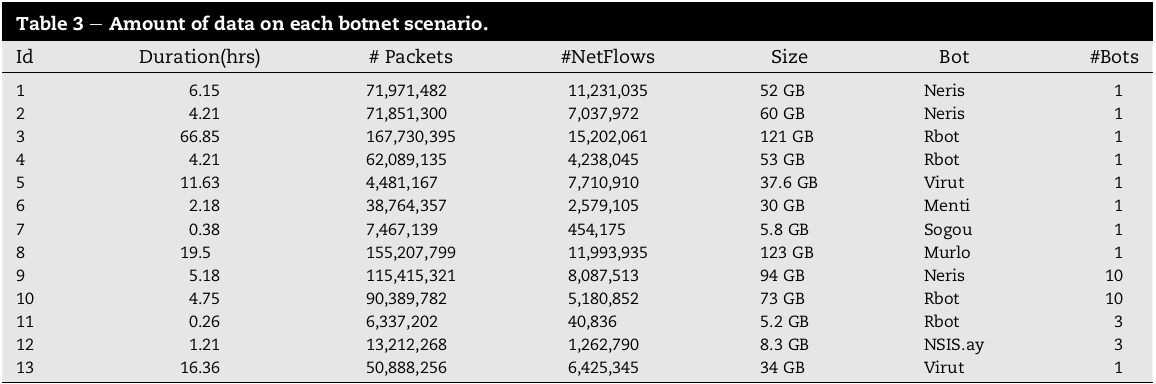 Table 3 – Amount of data on each botnet scenario.
Id Duration(hrs) # Packets #NetFlows Size Bot #Bots
1 6.15 71,971,482 11,231,035 52 GB Neris 1
2 4.21 71,851,300 7,037,972 60 GB Neris 1
3 66.85 167,730,395 15,202,061 121 GB Rbot 1
4 4.21 62,089,135 4,238,045 53 GB Rbot 1
5 11.63 4,481,167 7,710,910 37.6 GB Virut 1
6 2.18 38,764,357 2,579,105 30 GB Menti 1
7 0.38 7,467,139 454,175 5.8 GB Sogou 1
8 19.5 155,207,799 11,993,935 123 GB Murlo 1
9 5.18 115,415,321 8,087,513 94 GB Neris 10
10 4.75 90,389,782 5,180,852 73 GB Rbot 10
11 0.26 6,337,202 40,836 5.2 GB Rbot 3
12 1.21 13,212,268 1,262,790 8.3 GB NSIS.ay 3
13 16.36 50,888,256 6,425,345 34 GB Virut 1